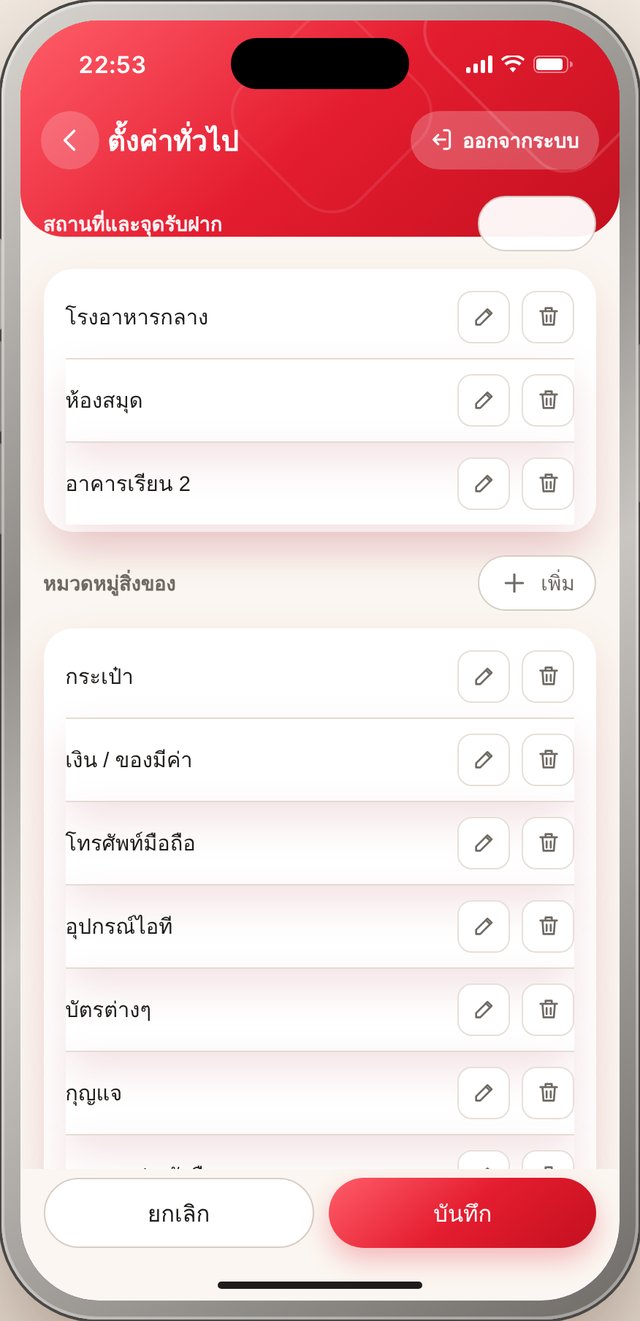 22:53
ตั้งค่าทั่วไป
ออกจากระบบ
สถานที่และจุดรับฝาก
โรงอาหารกลาง
ห้องสมุด
อาคารเรียน 2
หมวดหมู่สิ่งของ
+ เพิ่ม
กระเป๋า
เงิน / ของมีค่า
โทรศัพท์มือถือ
อุปกรณ์ไอที
บัตรต่างๆ
กุญแจ
ยกเลิก
บันทึก